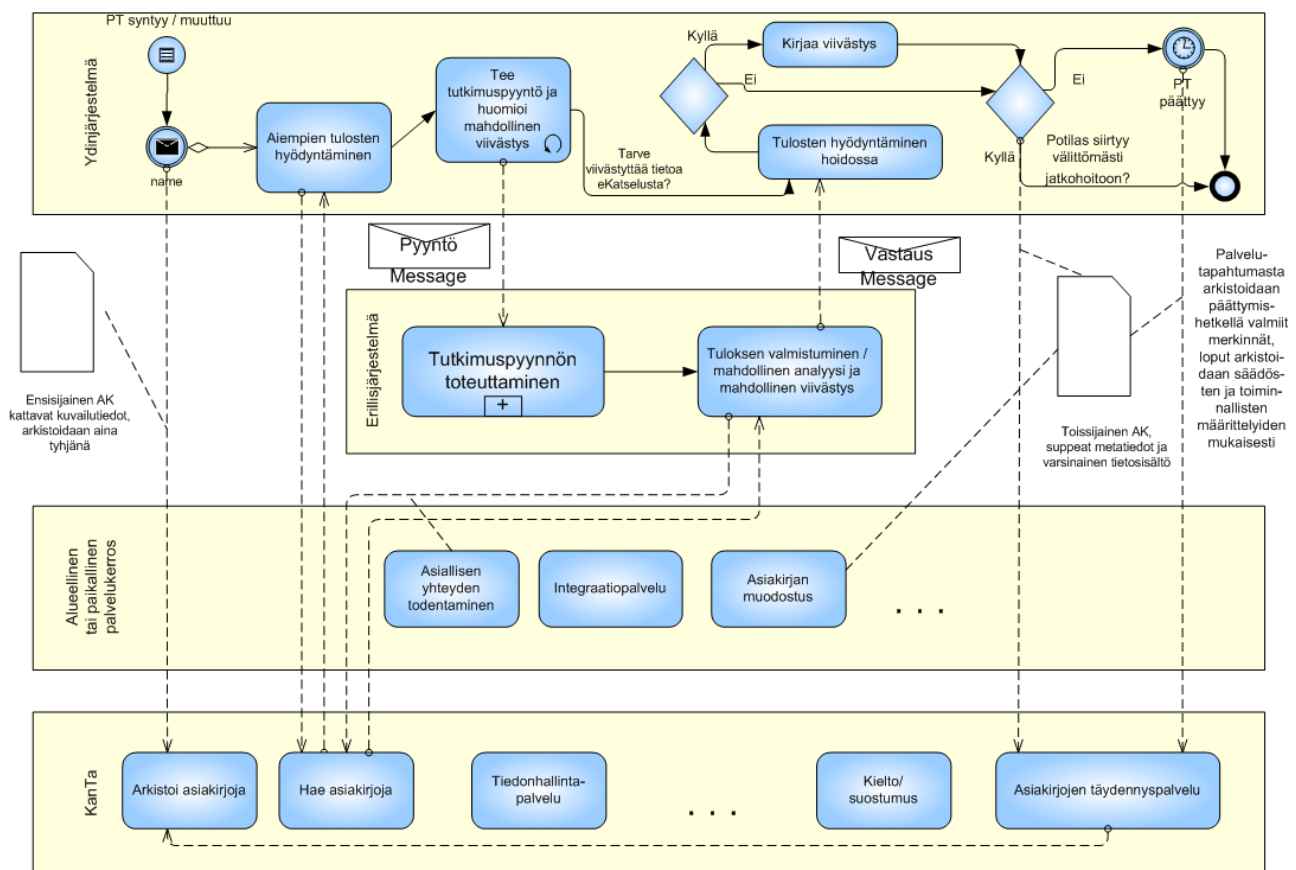 PT syntyy / muuttuu
Ydinjärjestelmä
name
Aiempien tulosten
hyödyntäminen
Tee
tutkimuspyyntö ja
huomioi
mahdollinen
viivästys
Tarve
viivästyttää tietoa
eKatselusta?
Kyllä
Kirjaa viivästys
Ei
Tulosten hyödyntäminen
hoidossa
Ei
Kyllä
Potilas siirtyy
välittömästi
jatkohoitoon?
PT
päättyy
Pyyntö
Message
Vastaus
Message
Erillisjärjestelmä
Tutkimuspyynnön
toteuttaminen
Tuloksen valmistuminen /
mahdollinen analyysi ja
mahdollinen viivästys
Ensisijainen AK
kattavat kuvailutiedot,
arkistoidaan aina
tyhjänä
Toissijainen AK,
suppeat metatiedot ja
varsinainen tietosisältö
Palvelu-
tapahtumasta
arkistoidaan
päättymis-
hetkellä valmiit
merkinnät,
loput arkistoi-
daan säädös-
ten ja toimin-
nallisten
määrittelyiden
mukaisesti
Alueellinen
tai paikallinen
palvelukerros
Asiallisen
yhteyden
todentaminen
Integraatiopalvelu
Asiakirjan
muodostus
. . .
KanTa
Arkistoi asiakirjoja
Hae asiakirjoja
Tiedonhallinta-
palvelu
. . .
Kielto/
suostumus
Asiakirjojen täydennyspalvelu